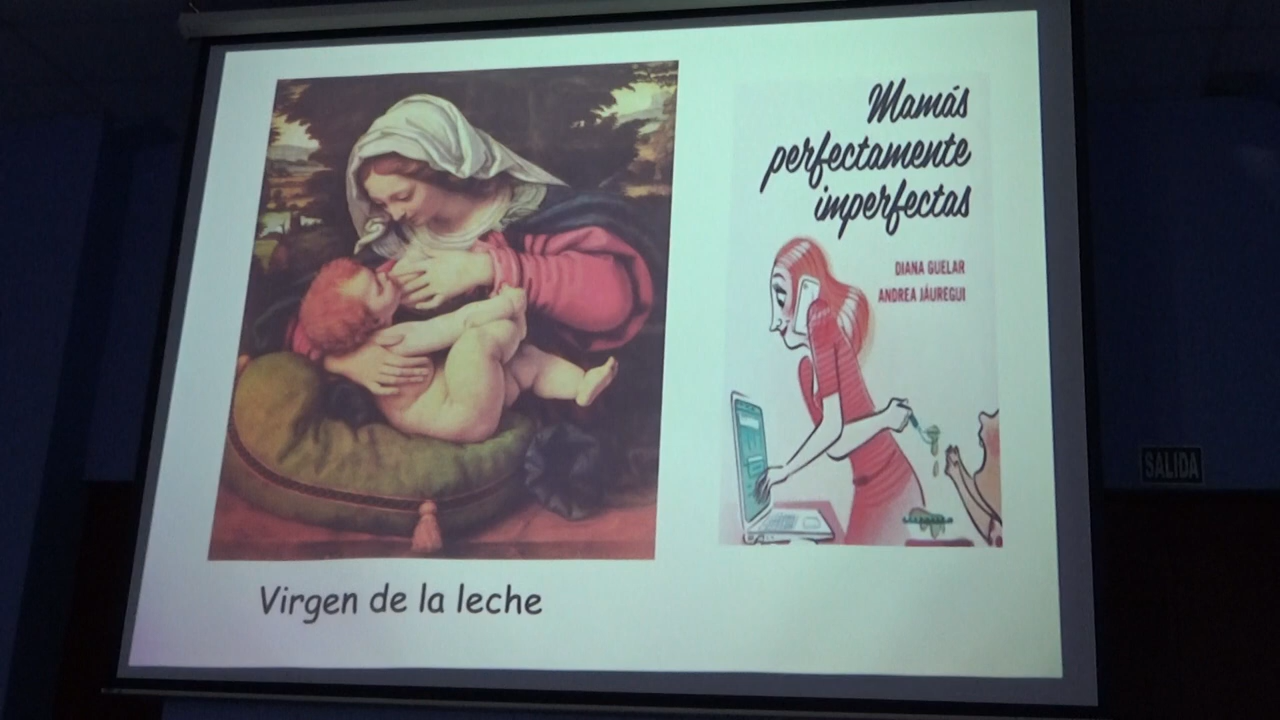 Mamás
perfectamente
imperfectas
DIANA GUELAR
ANDREA JÁUREGUI
Virgen de la leche
SALIDA